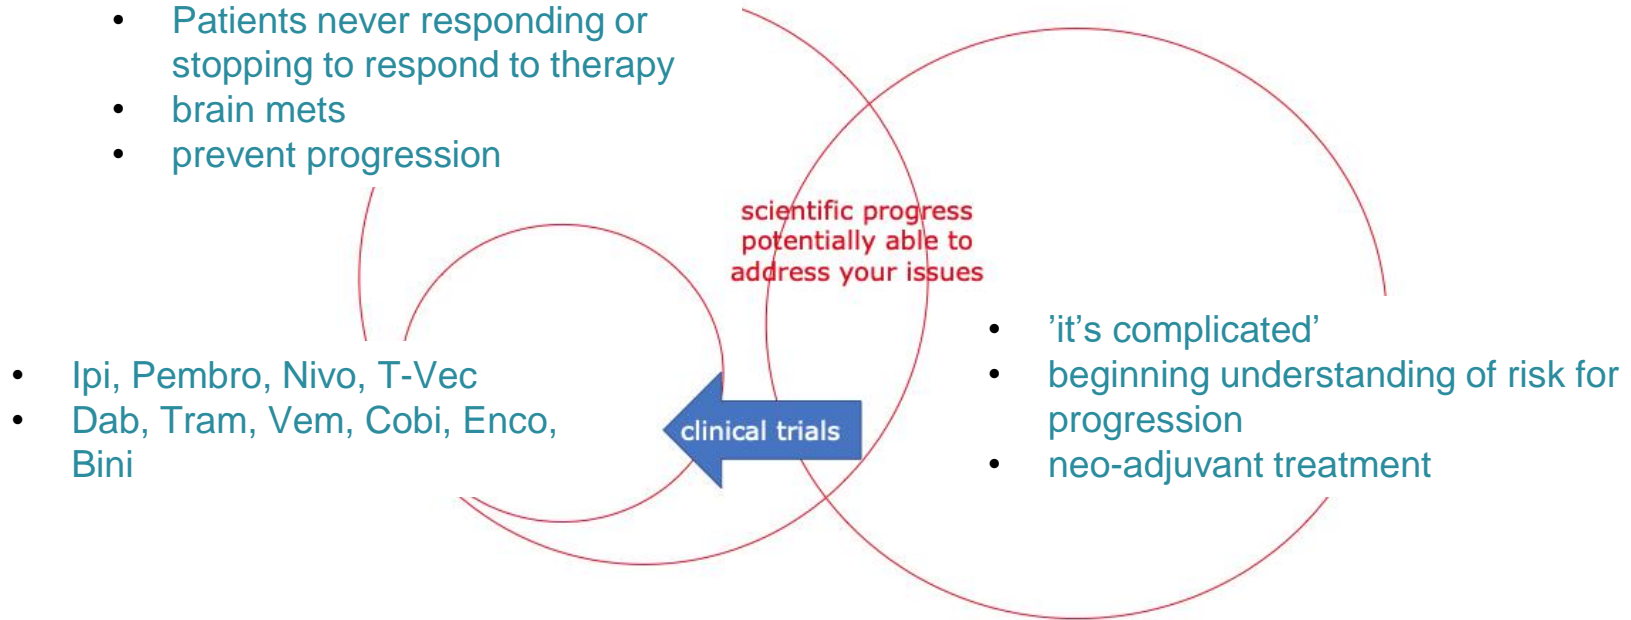 • Patients never responding or
stopping to respond to therapy
• brain mets
• prevent progression
scientific progress
potentially able to
address your issues
• Ipi, Pembro, Nivo, T-Vec
• Dab, Tram, Vem, Cobi, Enco,
Bini
clinical trials
• ’it’s complicated’
• beginning understanding of risk for
progression
• neo-adjuvant treatment